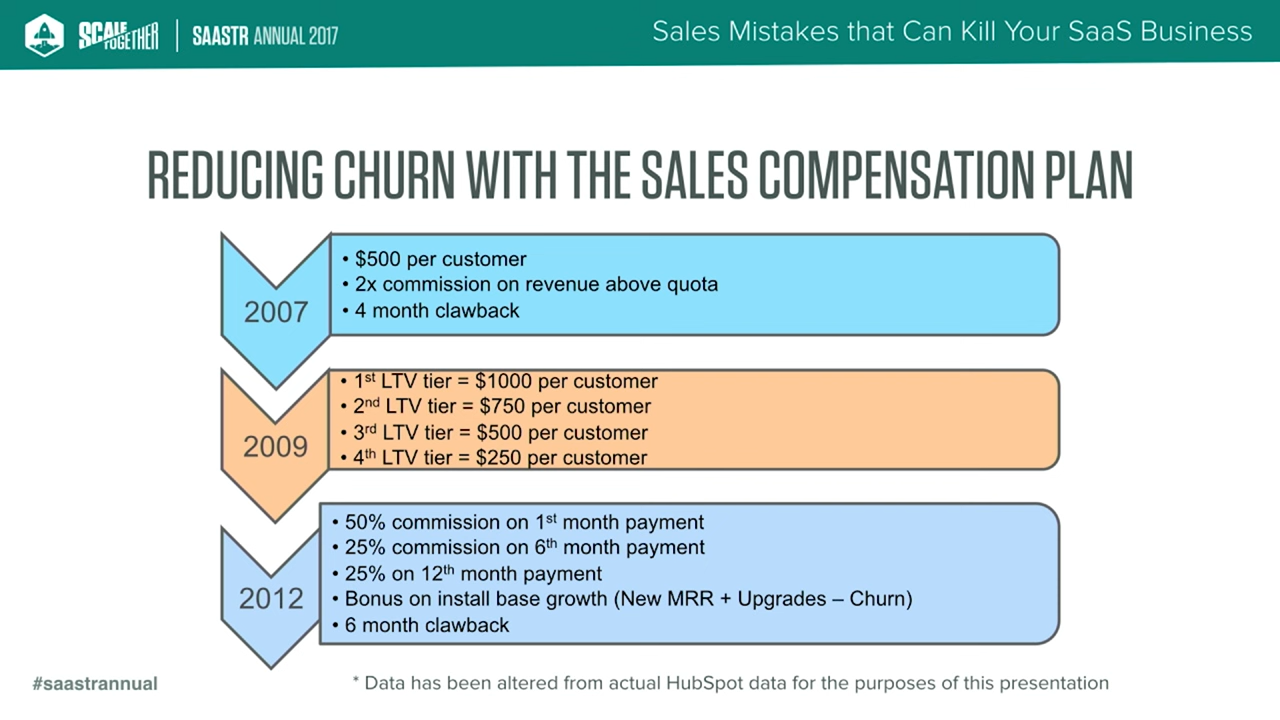 SCALE TOGETHER | SAASTR ANNUAL 2017
Sales Mistakes that Can Kill Your SaaS Business
REDUCING CHURN WITH THE SALES COMPENSATION PLAN
2007
• $500 per customer
• 2x commission on revenue above quota
• 4 month clawback
2009
• 1st LTV tier = $1000 per customer
• 2nd LTV tier = $750 per customer
• 3rd LTV tier = $500 per customer
• 4th LTV tier = $250 per customer
2012
• 50% commission on 1st month payment
• 25% commission on 6th month payment
• 25% on 12th month payment
• Bonus on install base growth (New MRR + Upgrades – Churn)
• 6 month clawback
#saastrannual
* Data has been altered from actual HubSpot data for the purposes of this presentation